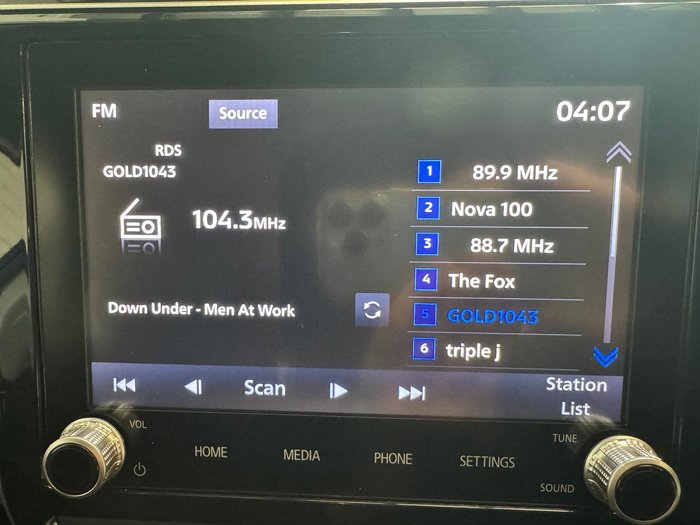 FM
Source
04:07
RDS
GOLD1043
104.3MHz
Down Under - Men At Work
1 89.9 MHz
2 Nova 100
3 88.7 MHz
4 The Fox
5 GOLD1043
6 triple j
Scan
Station
List
VOL
HOME
MEDIA
PHONE
SETTINGS
TUNE
SOUND